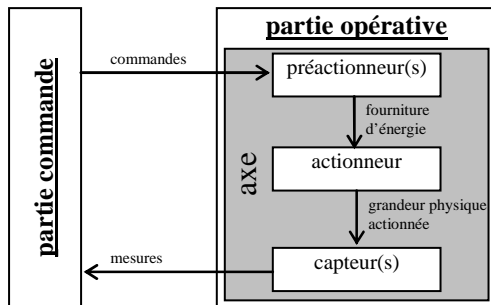 partie opérative
partie commande
commandes
préactionneur(s)
fourniture
d'énergie
axe
actionneur
grandeur physique
actionnée
mesures
capteur(s)